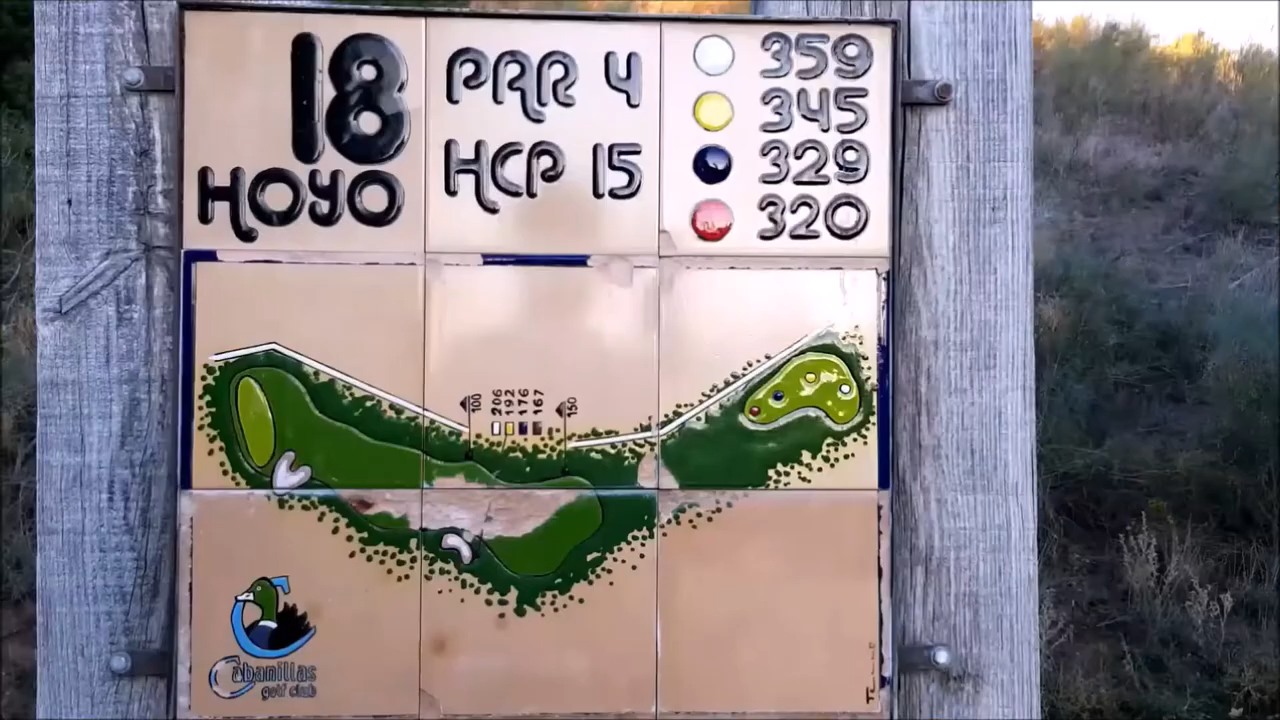 18
HOYO
PAR 4
HCP 15
359
345
329
320
100
206
192
176
167
150
Cabanillas
golf club